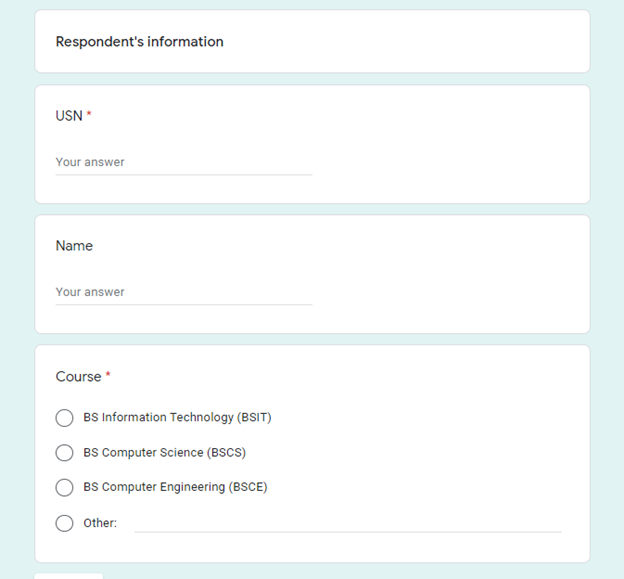 Respondent's information
USN *
Your answer
Name
Your answer
Course *
BS Information Technology (BSIT)
BS Computer Science (BSCS)
BS Computer Engineering (BSCE)
Other: